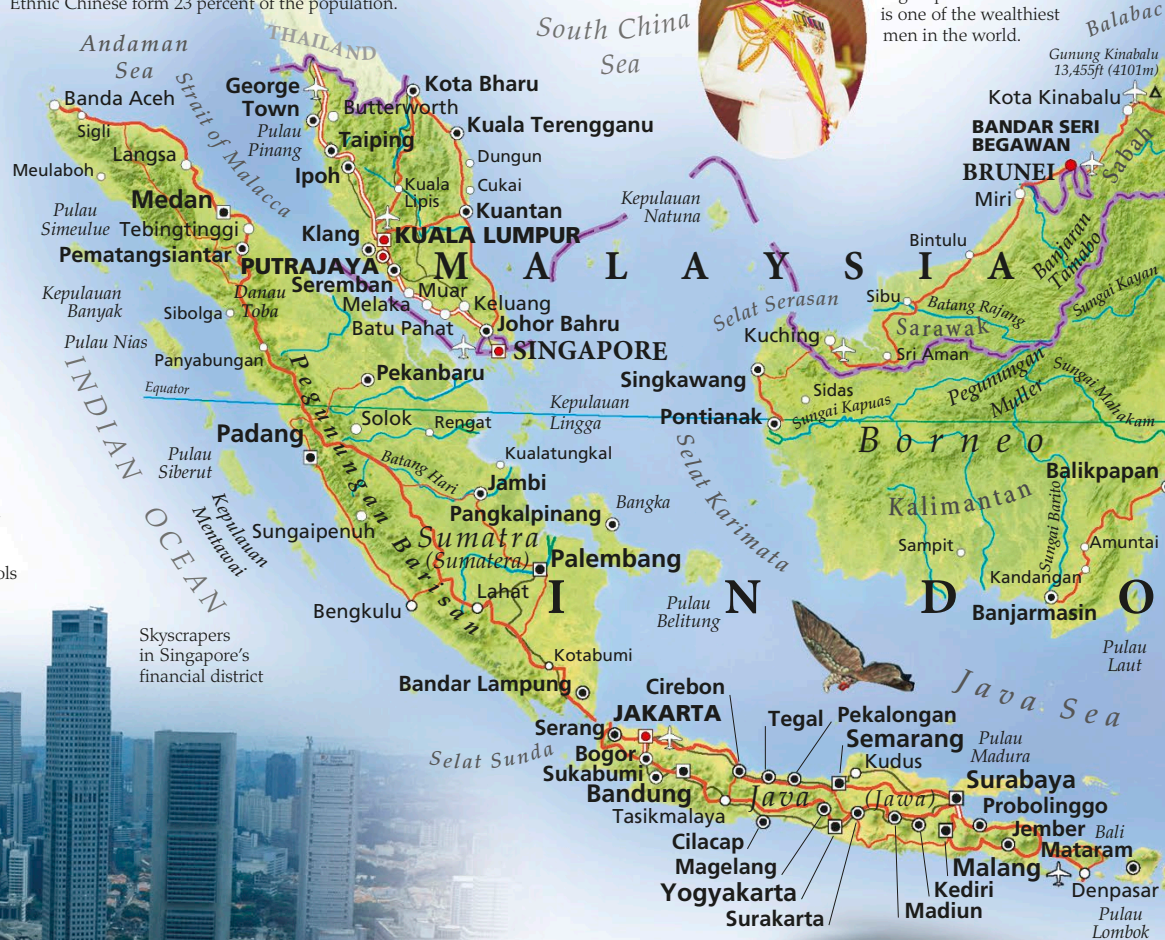 Ethnic Chinese form 23 percent of the population.
is one of the wealthiest
men in the world.
South China
Sea
Balabac
Andaman
Sea
THAILAND
Gunung Kinabalu
13,455ft (4101m)
George
Town
Kota Bharu
Kota Kinabalu
Banda Aceh
Butterworth
Sigli
Strait of Malacca
Pulau
Pinang
Taiping
Kuala Terengganu
BANDAR SERI
BEGAWAN
BRUNEI
Sabah
Langsa
Dungun
Meulaboh
Ipoh
Kuala
Lipis
Cukai
Miri
Medan
Kepulauan
Natuna
Pulau
Simeulue
Tebingtinggi
Kuantan
Klang
KUALA LUMPUR
Bintulu
Banjaran
Tamabo
Pematangsiantar
PUTRAJAYA
MALAYSIA
Seremban
Sungai Kayan
Kepulauan
Banyak
Danau
Toba
Muar
Melaka
Keluang
Selat Serasan
Sibu
Batang Rajang
Sibolga
Batu Pahat
Johor Bahru
Kuching
Sarawak
Pulau Nias
Panyabungan
SINGAPORE
Sri Aman
INDIAN
OCEAN
Pekanbaru
Singkawang
Sidas
Pegunungan
Muller
Sungai Mahakam
Equator
Pegunungan Barisan
Kepulauan
Lingga
Pontianak
Sungai Kapuas
Solok
Rengat
Padang
Borneo
Pulau
Siberut
Batang Hari
Kualatungkal
Selat Karimata
Balikpapan
Jambi
Kalimantan
Kepulauan
Mentawai
Pangkalpinang
Bangka
Sungai Barito
Sungaipenuh
Sumatra
(Sumatera)
Sampit
Amuntai
Palembang
ols
Kandangan
Lahat
INDO
Bengkulu
Pulau
Belitung
Banjarmasin
Skyscrapers
in Singapore's
financial district
Pulau
Laut
Kotabumi
Bandar Lampung
Cirebon
Java Sea
Serang
JAKARTA
Tegal
Pekalongan
Selat Sunda
Bogor
Semarang
Pulau
Madura
Sukabumi
Kudus
Bandung
Java
(Jawa)
Surabaya
Tasikmalaya
Probolinggo
Cilacap
Jember
Bali
Magelang
Mataram
Malang
Yogyakarta
Kediri
Denpasar
Surakarta
Madiun
Pulau
Lombok